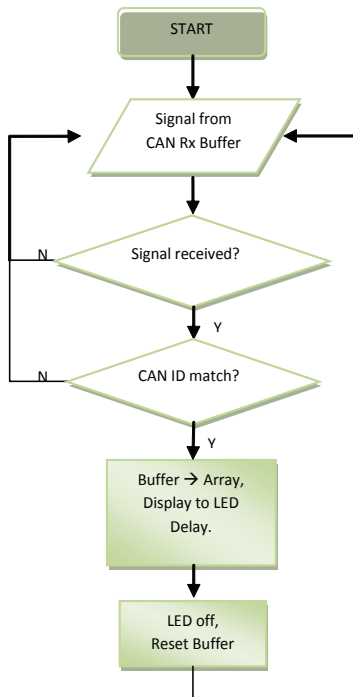 START
Signal from
CAN Rx Buffer
N
Signal received?
Y
N
CAN ID match?
Y
Buffer → Array,
Display to LED
Delay.
LED off,
Reset Buffer